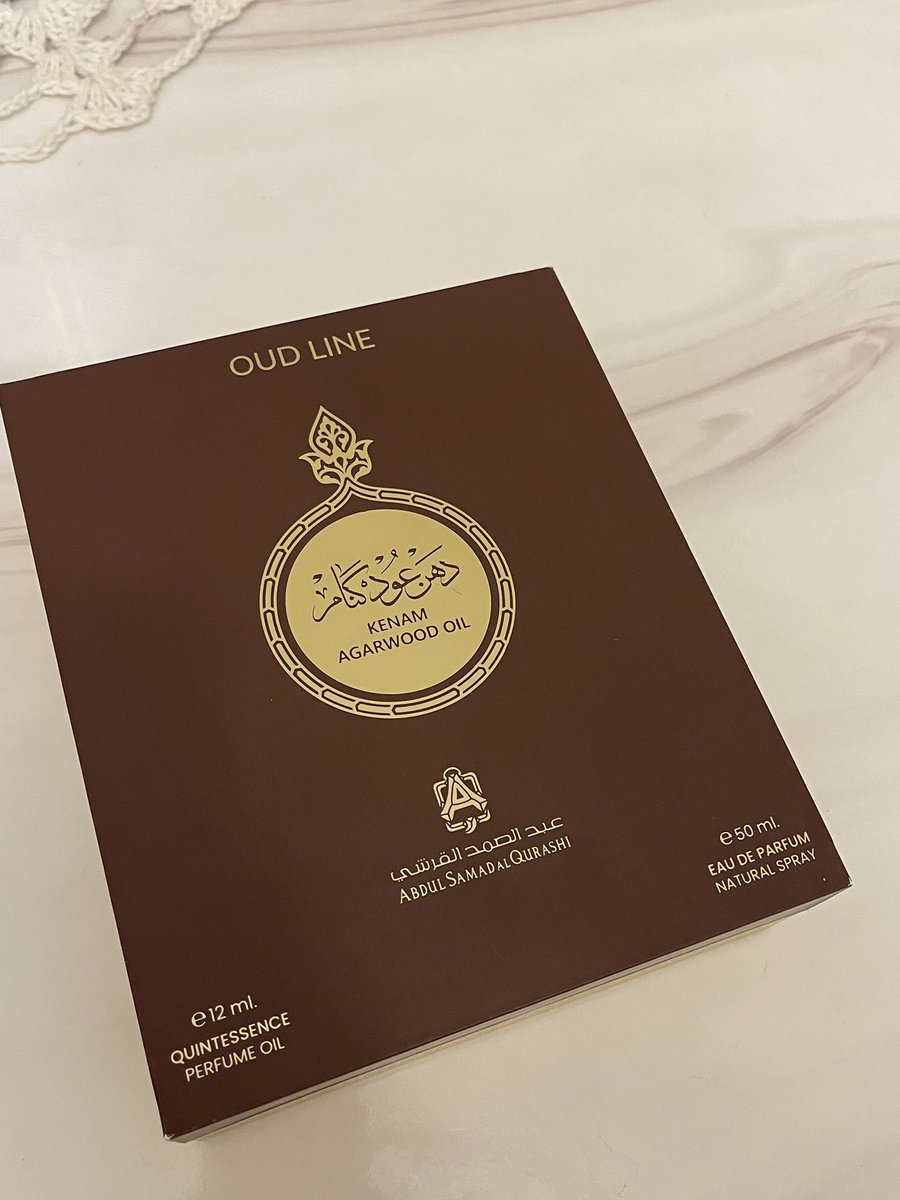 OUD LINE
دهن عود كنام
KENAM
AGARWOOD OIL
عبد الصمد القرشي
ABDUL SAMAD AL QURASHI
℮50 ml.
EAU DE PARFUM
NATURAL SPRAY
℮12 ml.
QUINTESSENCE
PERFUME OIL